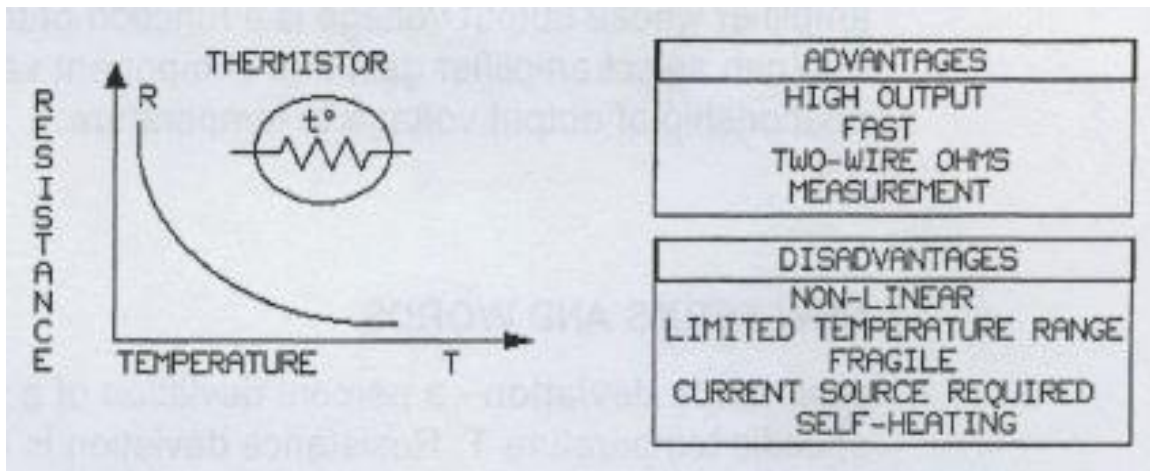 THERMISTOR
RESISTANCE
R
t°
TEMPERATURE T
ADVANTAGES
HIGH OUTPUT
FAST
TWO-WIRE OHMS
MEASUREMENT
DISADVANTAGES
NON-LINEAR
LIMITED TEMPERATURE RANGE
FRAGILE
CURRENT SOURCE REQUIRED
SELF-HEATING